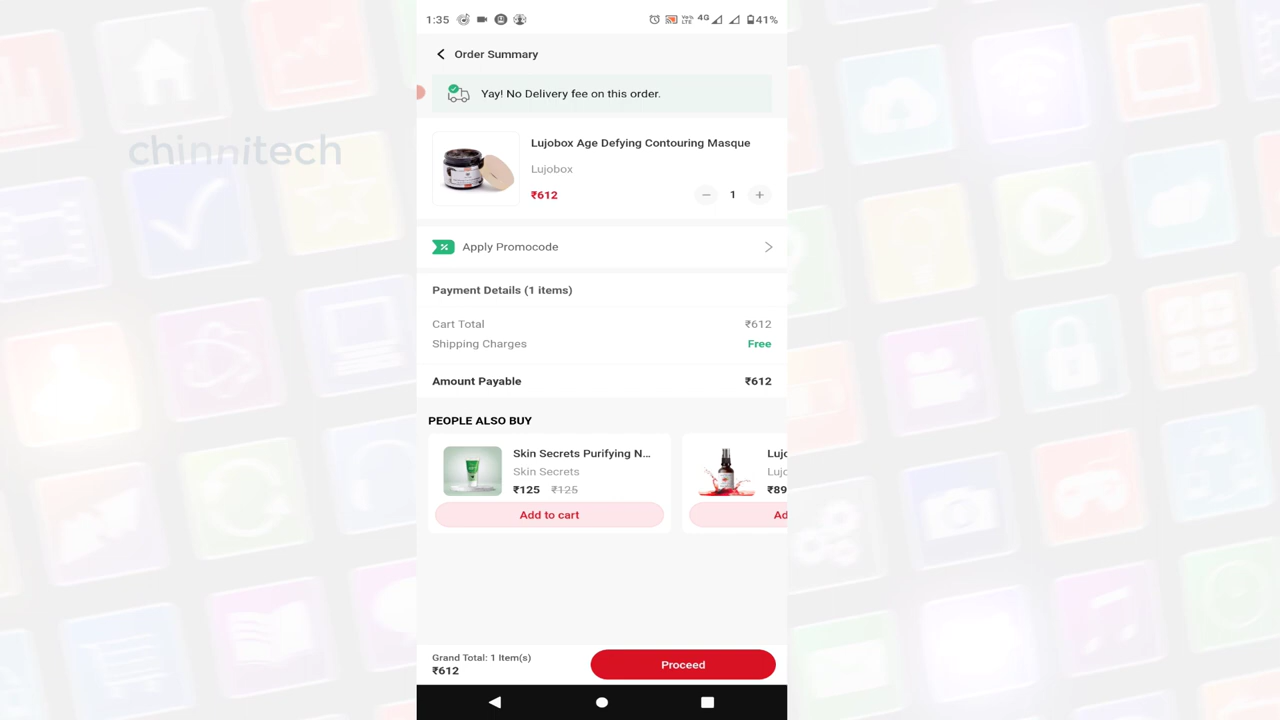 1:35
4G
41%
Order Summary
chinnitech
Yay! No Delivery fee on this order.
Lujobox Age Defying Contouring Masque
Lujobox
₹612
1
Apply Promocode
Payment Details (1 items)
Cart Total ₹612
Shipping Charges Free
Amount Payable ₹612
PEOPLE ALSO BUY
Skin Secrets Purifying N...
Skin Secrets
₹125 ₹125
Add to cart
₹89
Grand Total: 1 Item(s)
₹612
Proceed